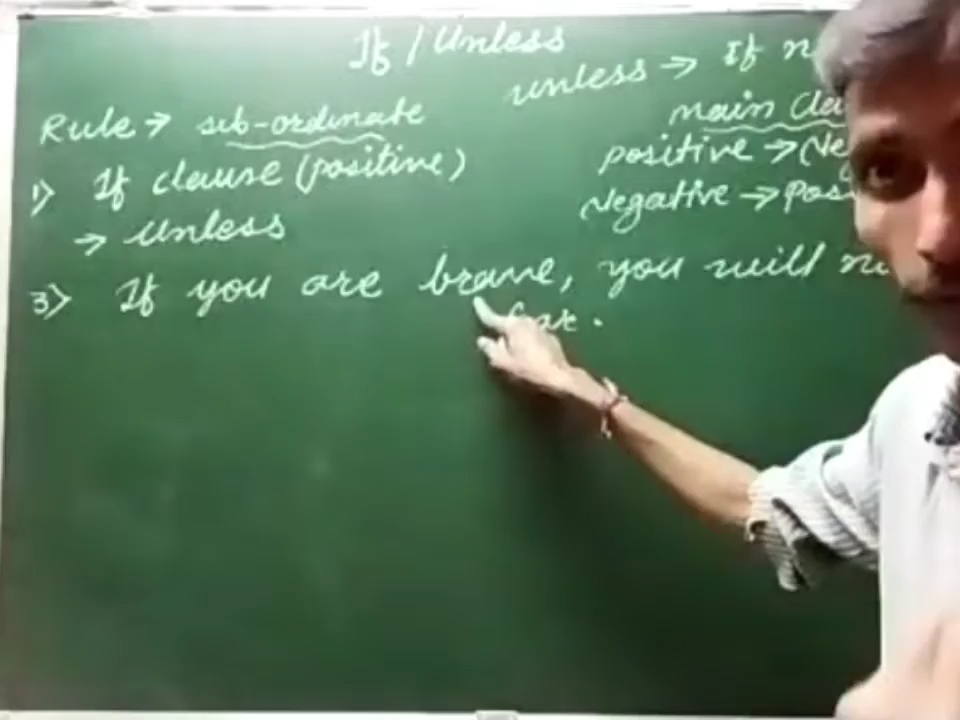 If / Unless
Rule → sub-ordinate
unless → If n
main cla
1) If clause (positive)
positive → (Ne
Negative → Pos
→ Unless
3) If you are brave, you will n